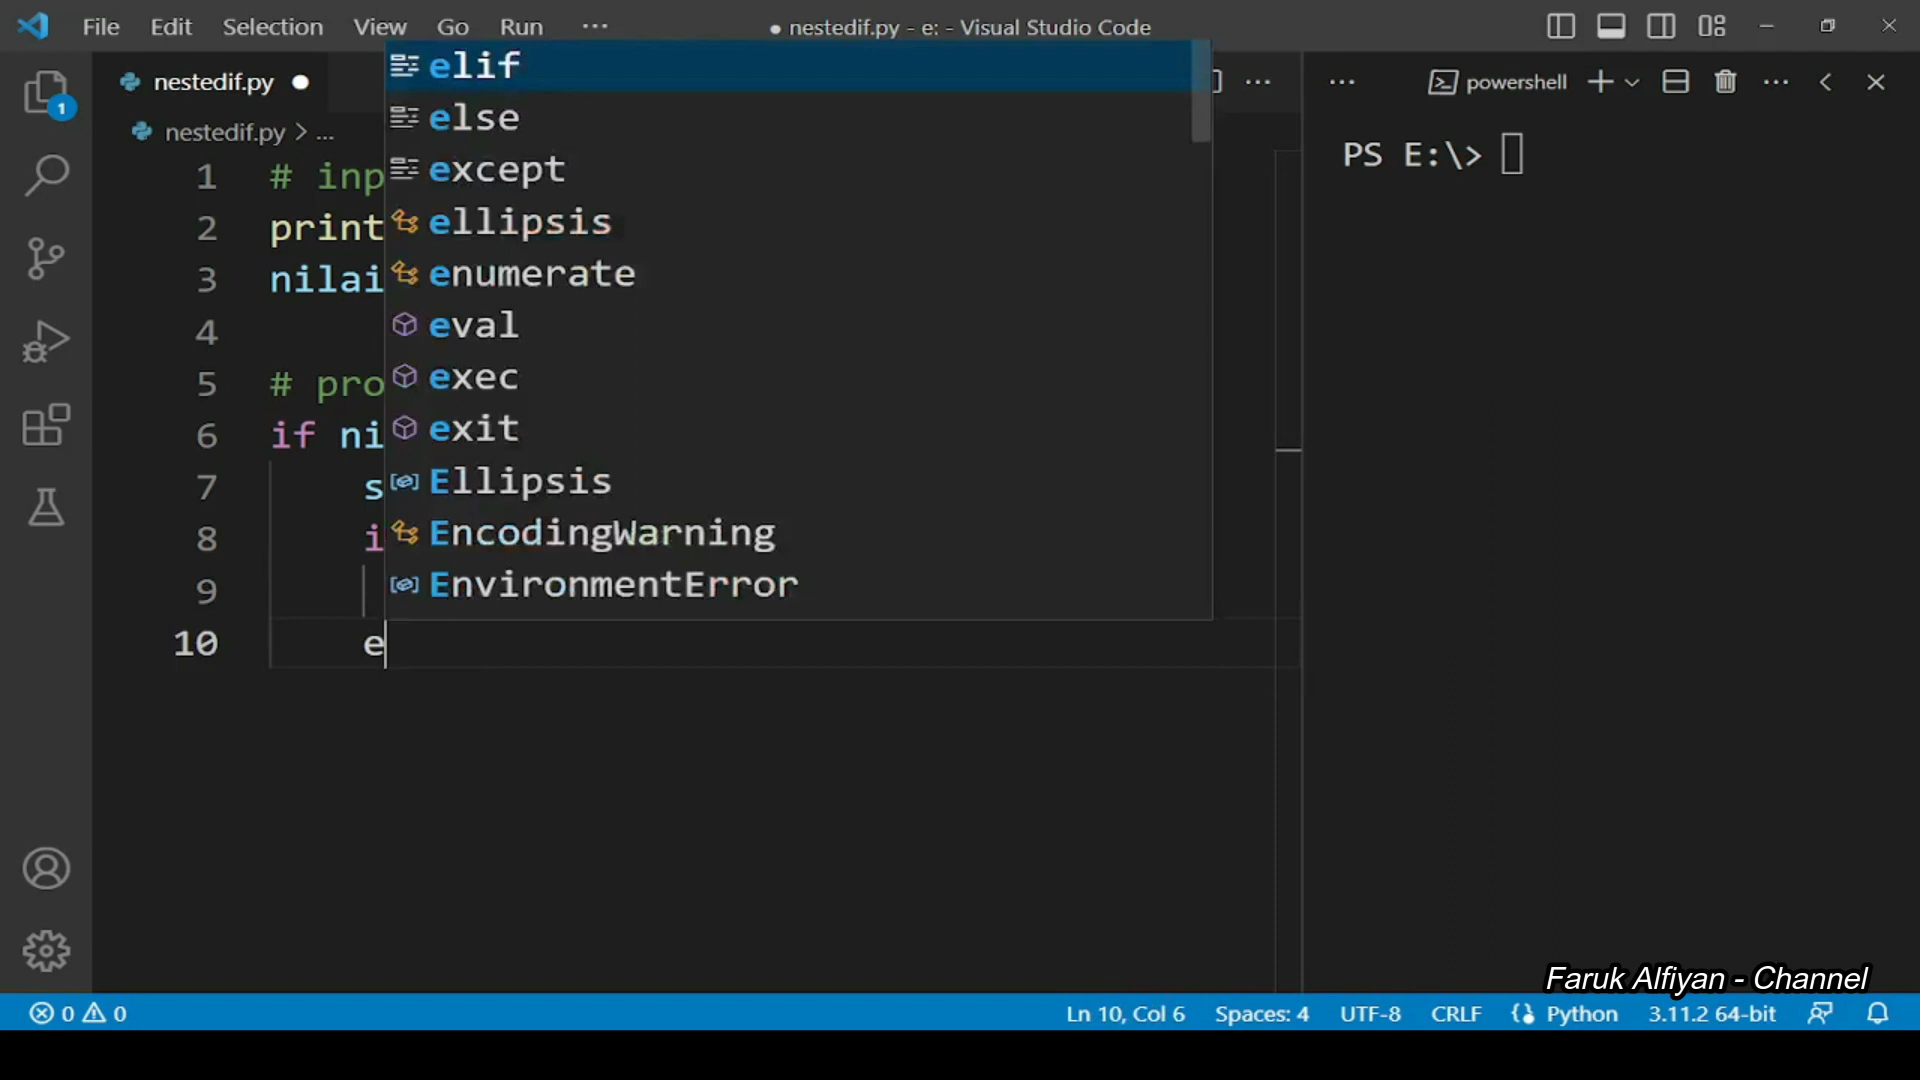 File Edit Selection View Go Run ... ● nestedif.py - e: - Visual Studio Code
nestedif.py ●
nestedif.py > ...
1 # inp
2 print
3 nilai
4
5 # pro
6 if ni
7 s
8 i
9
10 e
elif
else
except
ellipsis
enumerate
eval
exec
exit
Ellipsis
EncodingWarning
EnvironmentError
powershell
PS E:\>
1
Faruk Alfiyan - Channel
0 0 Ln 10, Col 6 Spaces: 4 UTF-8 CRLF Python 3.11.2 64-bit